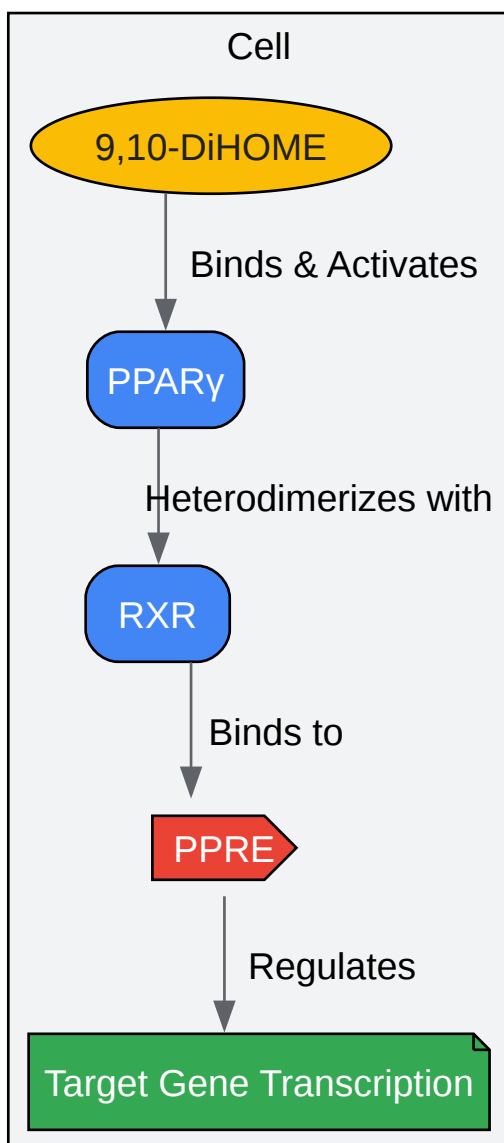 Cell
9,10-DiHOME
Binds & Activates
PPARγ
Heterodimerizes with
RXR
Binds to
PPRE
Regulates
Target Gene Transcription